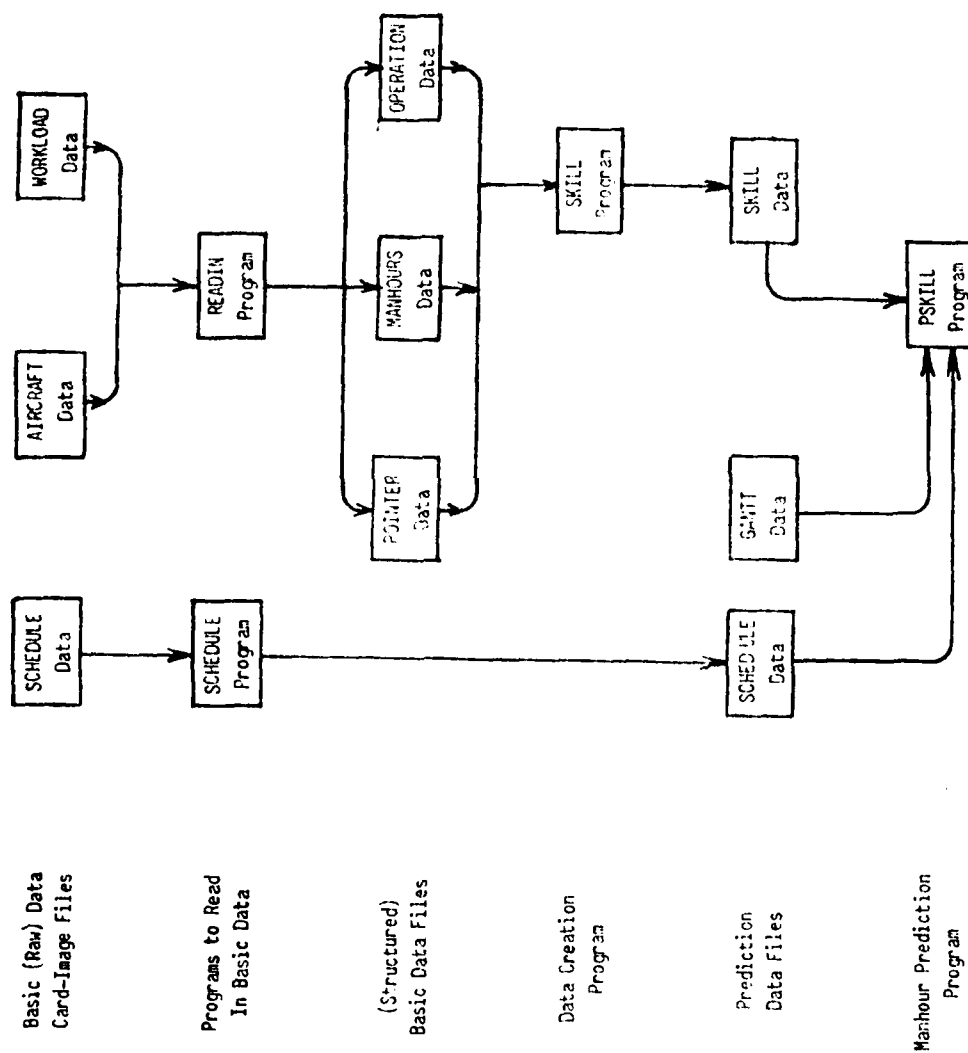 Basic (Raw) Data
Card-Image Files
SCHEDULE
Data
AIRCRAFT
Data
WORKLOAD
Data
Programs to Read
In Basic Data
SCHEDULE
Program
READIN
Program
(Structured)
Basic Data Files
POINTER
Data
MANHOURS
Data
OPERATION
Data
Data Creation
Program
SKILL
Program
Prediction
Data Files
SCHEDULE
Data
GANTT
Data
SKILL
Data
Manhour Prediction
Program
PSKILL
Program